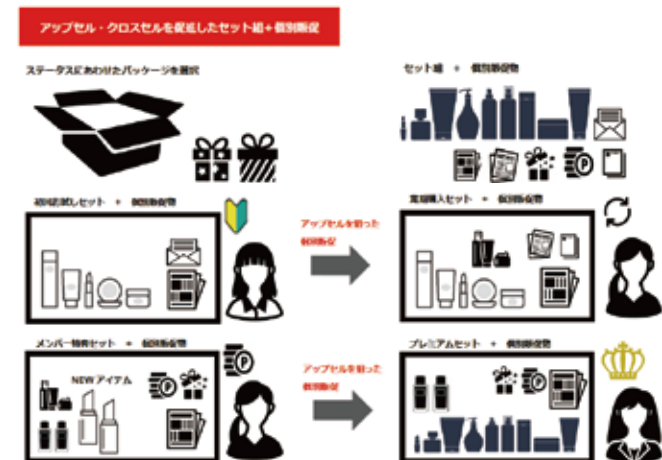 アップセル・クロスセルを促進したセット組+個別販促
ステータスにあわせたパッケージを選択
セット組 + 個別販促物
初回お試しセット + 個別販促物
アップセルを狙った
個別販促
定期購入セット + 個別販促物
メンバー特典セット + 個別販促物
NEWアイテム
アップセルを狙った
個別販促
プレミアムセット + 個別販促物